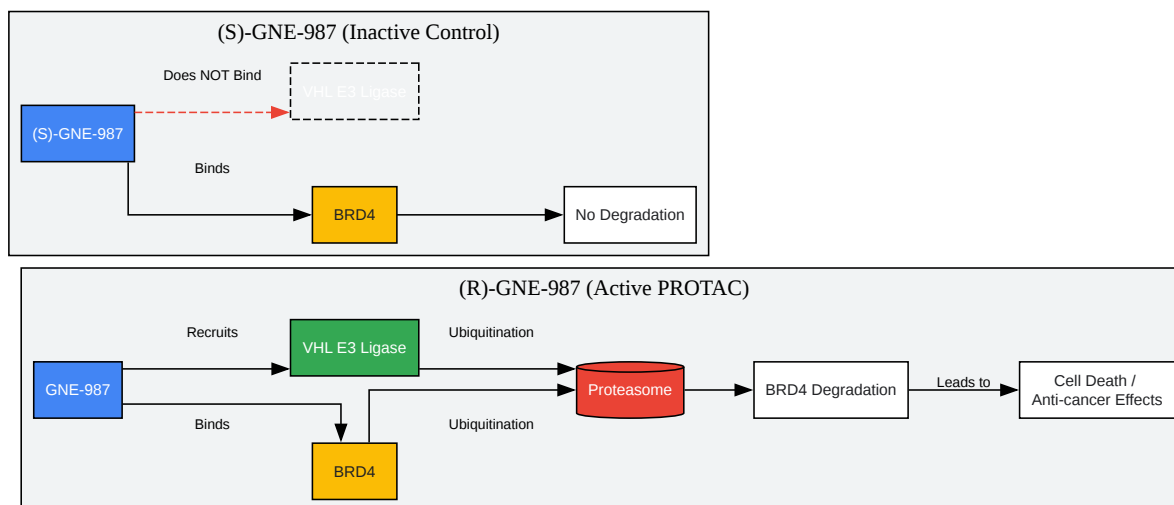 (S)-GNE-987 (Inactive Control)
Does NOT Bind
VHL E3 Ligase
(S)-GNE-987
Binds
BRD4
No Degradation
(R)-GNE-987 (Active PROTAC)
Recruits
VHL E3 Ligase
Ubiquitination
GNE-987
Proteasome
BRD4 Degradation
Leads to
Cell Death /
Anti-cancer Effects
Binds
Ubiquitination
BRD4